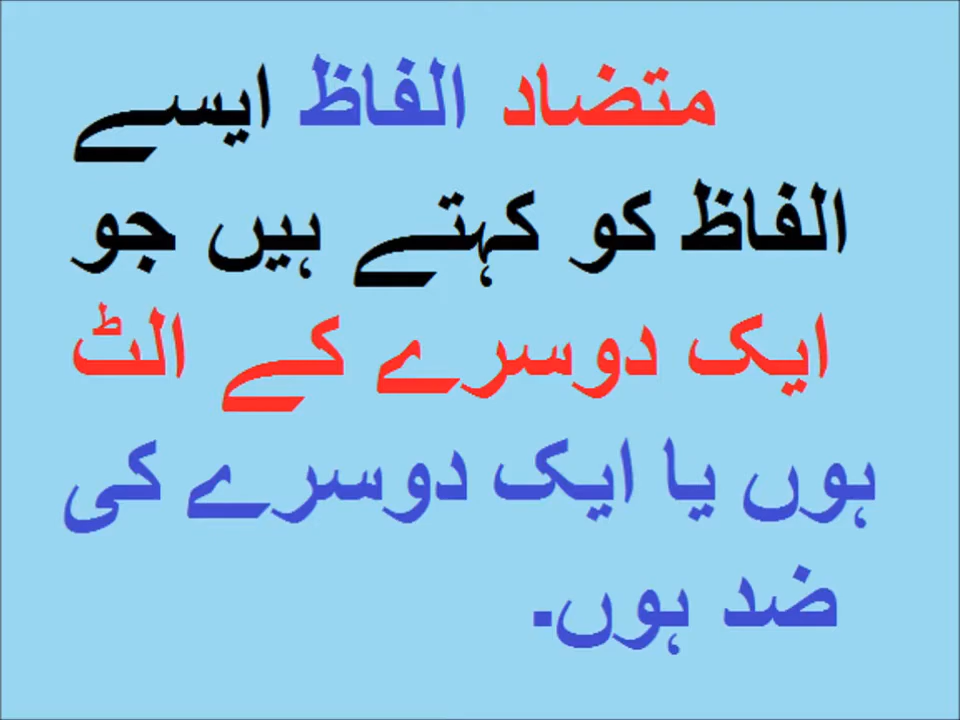 متضاد الفاظ ایسے
الفاظ کو کہتے ہیں جو
ایک دوسرے کے الٹ
ہوں یا ایک دوسرے کی
ضد ہوں۔